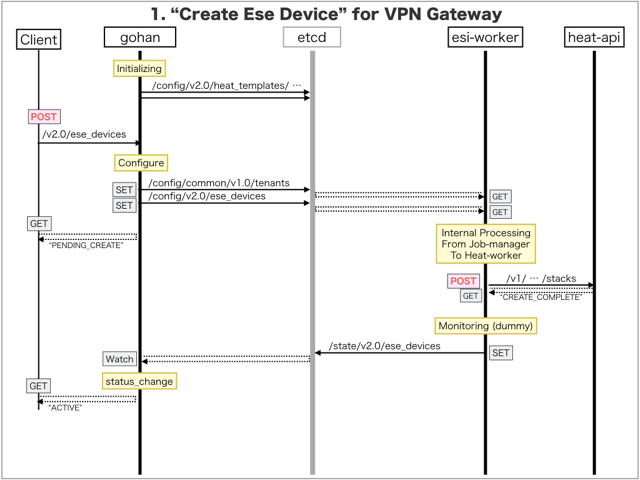 1. “Create Ese Device” for VPN Gateway
Client
gohan
etcd
esi-worker
heat-api
Initializing
/config/v2.0/heat_templates/ …
POST
/v2.0/ese_devices
Configure
SET
/config/common/v1.0/tenants
GET
SET
/config/v2.0/ese_devices
GET
GET
"PENDING_CREATE"
Internal Processing
From Job-manager
To Heat-worker
POST
/v1/ … /stacks
GET
"CREATE_COMPLETE"
Monitoring (dummy)
/state/v2.0/ese_devices
SET
Watch
status_change
GET
"ACTIVE"